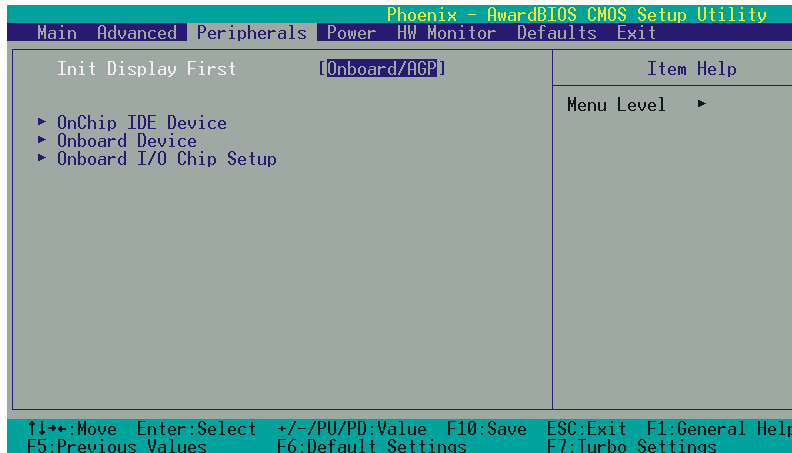 Phoenix - AwardBIOS CMOS Setup Utility
Main Advanced Peripherals Power HW Monitor Defaults Exit
Init Display First [Onboard/AGP] Item Help
Menu Level ►
► OnChip IDE Device
► Onboard Device
► Onboard I/O Chip Setup
↑↓→←:Move Enter:Select +/-/PU/PD:Value F10:Save ESC:Exit F1:General Help
F5:Previous Values F6:Default Settings F7:Turbo Settings